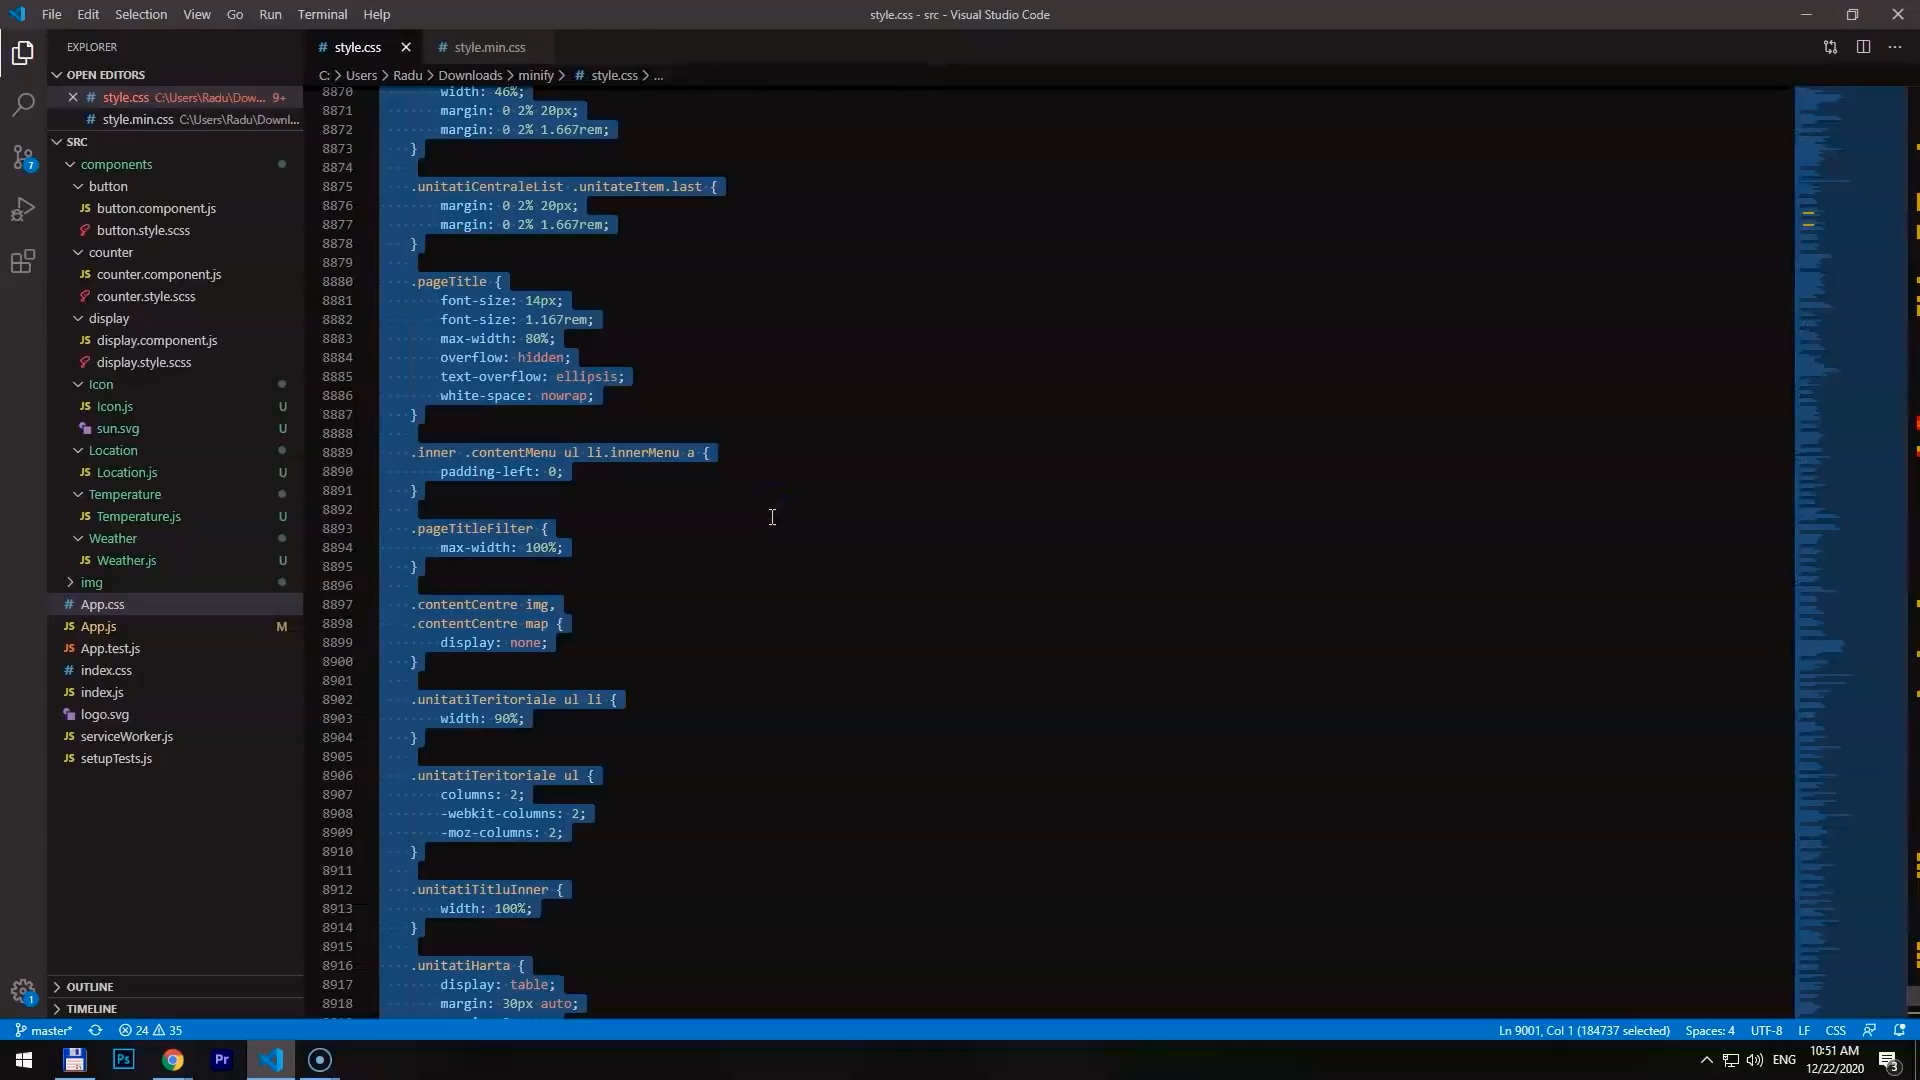 File Edit Selection View Go Run Terminal Help
style.css - src - Visual Studio Code
EXPLORER
OPEN EDITORS
style.css C:\Users\Radu\Dow... 9+
style.min.css C:\Users\Radu\Downl...
SRC
components
button
JS button.component.js
button.style.scss
counter
JS counter.component.js
counter.style.scss
display
JS display.component.js
display.style.scss
Icon
JS Icon.js U
sun.svg U
Location
JS Location.js U
Temperature
JS Temperature.js U
Weather
JS Weather.js U
img
# App.css
JS App.js M
JS App.test.js
# index.css
JS index.js
logo.svg
JS serviceWorker.js
JS setupTests.js
OUTLINE
TIMELINE
7
1
# style.css
# style.min.css
C: > Users > Radu > Downloads > minify > # style.css > ...
8870 width: 46%;
8871 margin: 0 2% 20px;
8872 margin: 0 2% 1.667rem;
8873 }
8874
8875 .unitatiCentraleList .unitateItem.last {
8876 margin: 0 2% 20px;
8877 margin: 0 2% 1.667rem;
8878 }
8879
8880 .pageTitle {
8881 font-size: 14px;
8882 font-size: 1.167rem;
8883 max-width: 80%;
8884 overflow: hidden;
8885 text-overflow: ellipsis;
8886 white-space: nowrap;
8887 }
8888
8889 .inner .contentMenu ul li.innerMenu a {
8890 padding-left: 0;
8891 }
8892
8893 .pageTitleFilter {
8894 max-width: 100%;
8895 }
8896
8897 .contentCentre img,
8898 .contentCentre map {
8899 display: none;
8900 }
8901
8902 .unitatiTeritoriale ul li {
8903 width: 90%;
8904 }
8905
8906 .unitatiTeritoriale ul {
8907 columns: 2;
8908 -webkit-columns: 2;
8909 -moz-columns: 2;
8910 }
8911
8912 .unitatiTitluInner {
8913 width: 100%;
8914 }
8915
8916 .unitatiHarta {
8917 display: table;
8918 margin: 30px auto;
master* 24 35
Ln 9001, Col 1 (184737 selected) Spaces: 4 UTF-8 LF CSS
Ps Pr
ENG
10:51 AM
12/22/2020
3